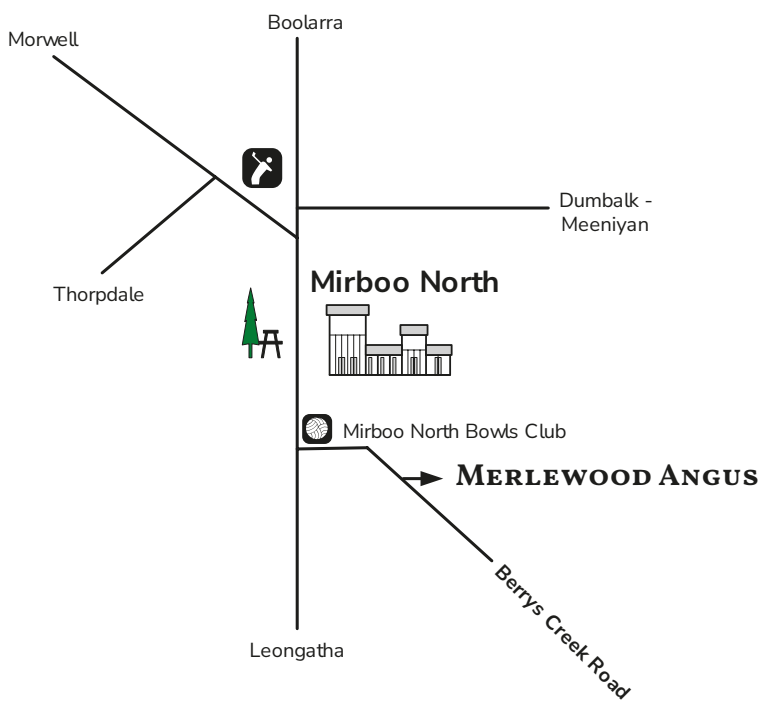 Boolarra
Morwell
Dumbalk -
Meeniyan
Mirboo North
Thorpdale
Mirboo North Bowls Club
Merlewood Angus
Berrys Creek Road
Leongatha